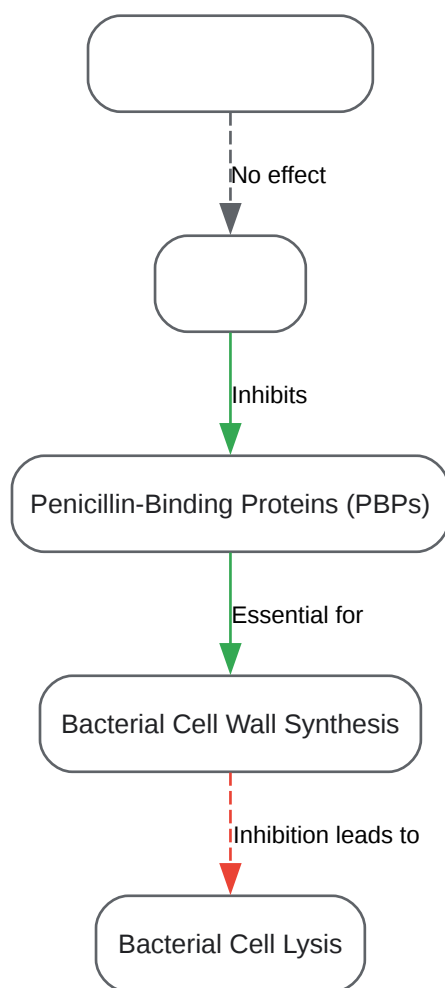 No effect
Inhibits
Penicillin-Binding Proteins (PBPs)
Essential for
Bacterial Cell Wall Synthesis
Inhibition leads to
Bacterial Cell Lysis